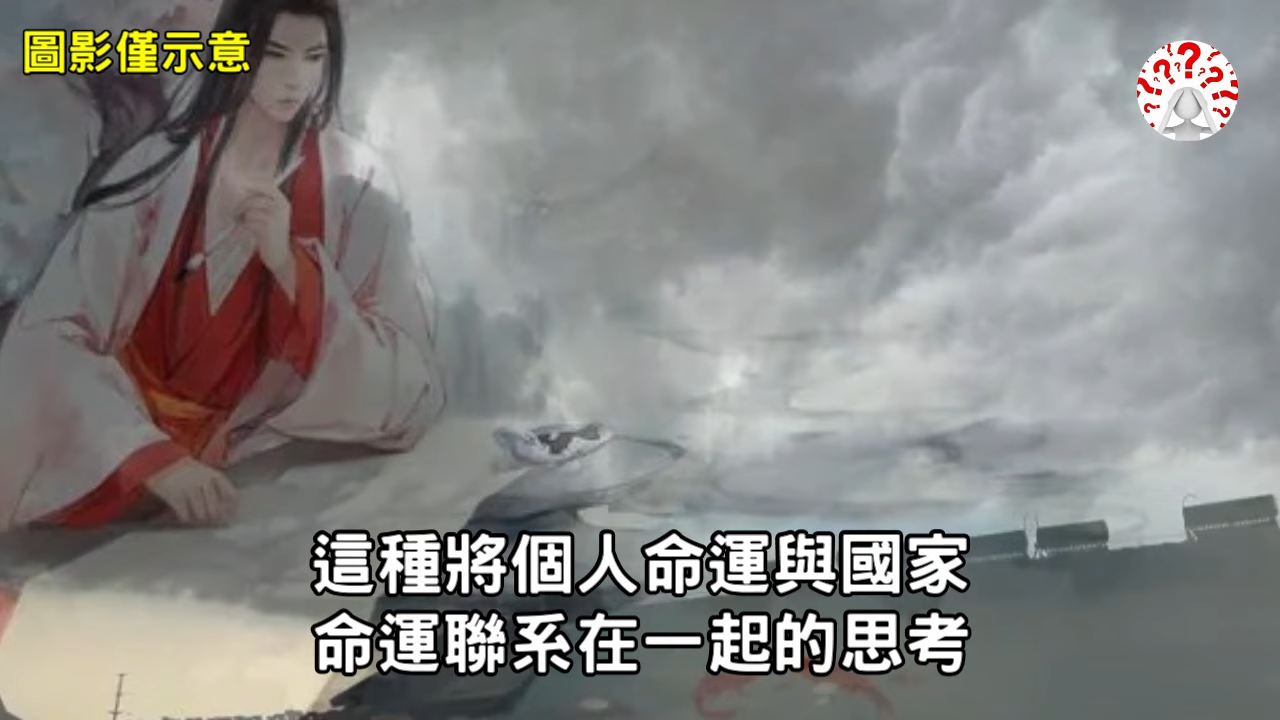 圖影僅示意
這種將個人命運與國家
命運聯系在一起的思考